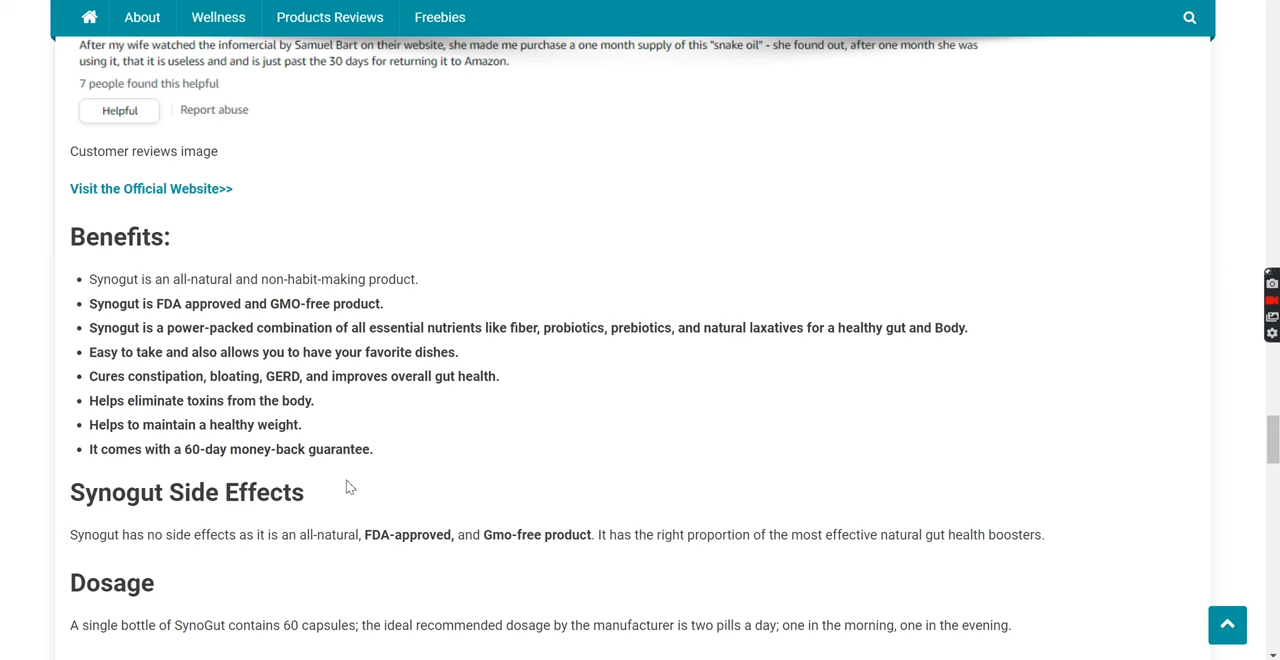 About Wellness Products Reviews Freebies
After my wife watched the infomercial by Samuel Bart on their website, she made me purchase a one month supply of this "snake oil" - she found out, after one month she was
using it, that it is useless and and is just past the 30 days for returning it to Amazon.
7 people found this helpful
Helpful | Report abuse
Customer reviews image
Visit the Official Website>>
Benefits:
• Synogut is an all-natural and non-habit-making product.
• Synogut is FDA approved and GMO-free product.
• Synogut is a power-packed combination of all essential nutrients like fiber, probiotics, prebiotics, and natural laxatives for a healthy gut and Body.
• Easy to take and also allows you to have your favorite dishes.
• Cures constipation, bloating, GERD, and improves overall gut health.
• Helps eliminate toxins from the body.
• Helps to maintain a healthy weight.
• It comes with a 60-day money-back guarantee.
Synogut Side Effects
Synogut has no side effects as it is an all-natural, FDA-approved, and Gmo-free product. It has the right proportion of the most effective natural gut health boosters.
Dosage
A single bottle of SynoGut contains 60 capsules; the ideal recommended dosage by the manufacturer is two pills a day; one in the morning, one in the evening.